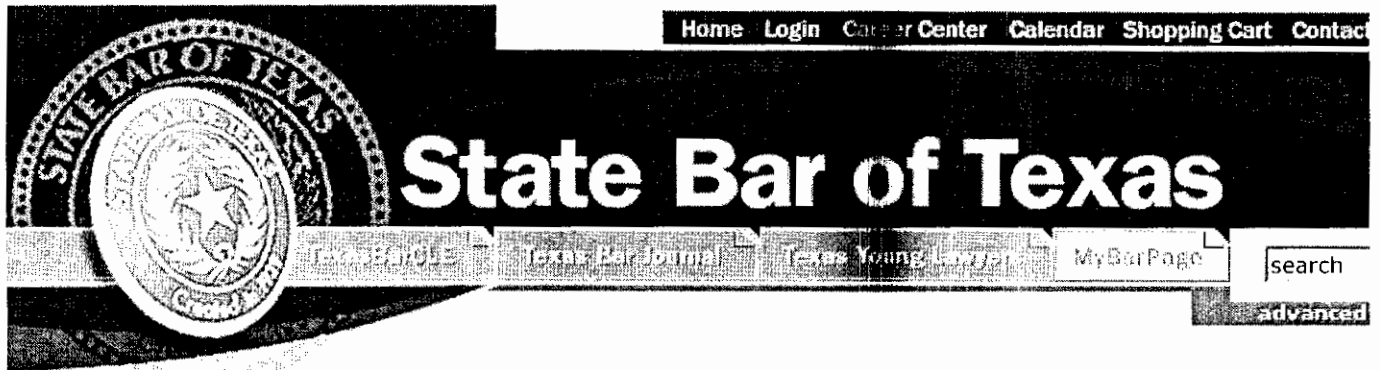 Home Login Career Center Calendar Shopping Cart Contact
STATE BAR OF TEXAS
State Bar of Texas
TexasBarCLE Texas Bar Journal Texas Young Lawyers MyBarPage
search
advanced